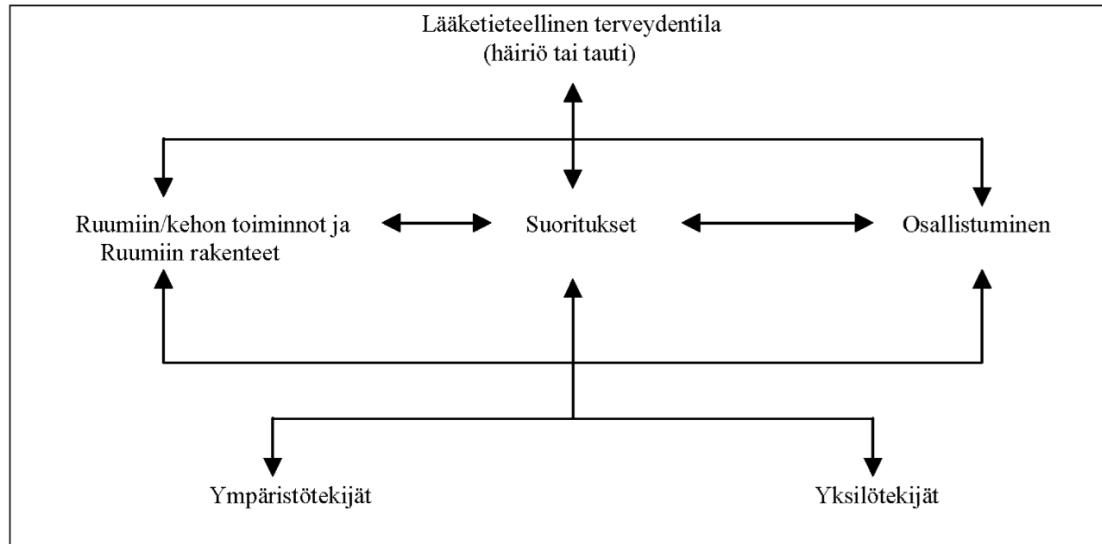 Lääketieteellinen terveydentila
(häiriö tai tauti)
Ruumiin/kehon toiminnot ja
Ruumiin rakenteet
Suoritukset
Osallistuminen
Ympäristötekijät
Yksilötekijät